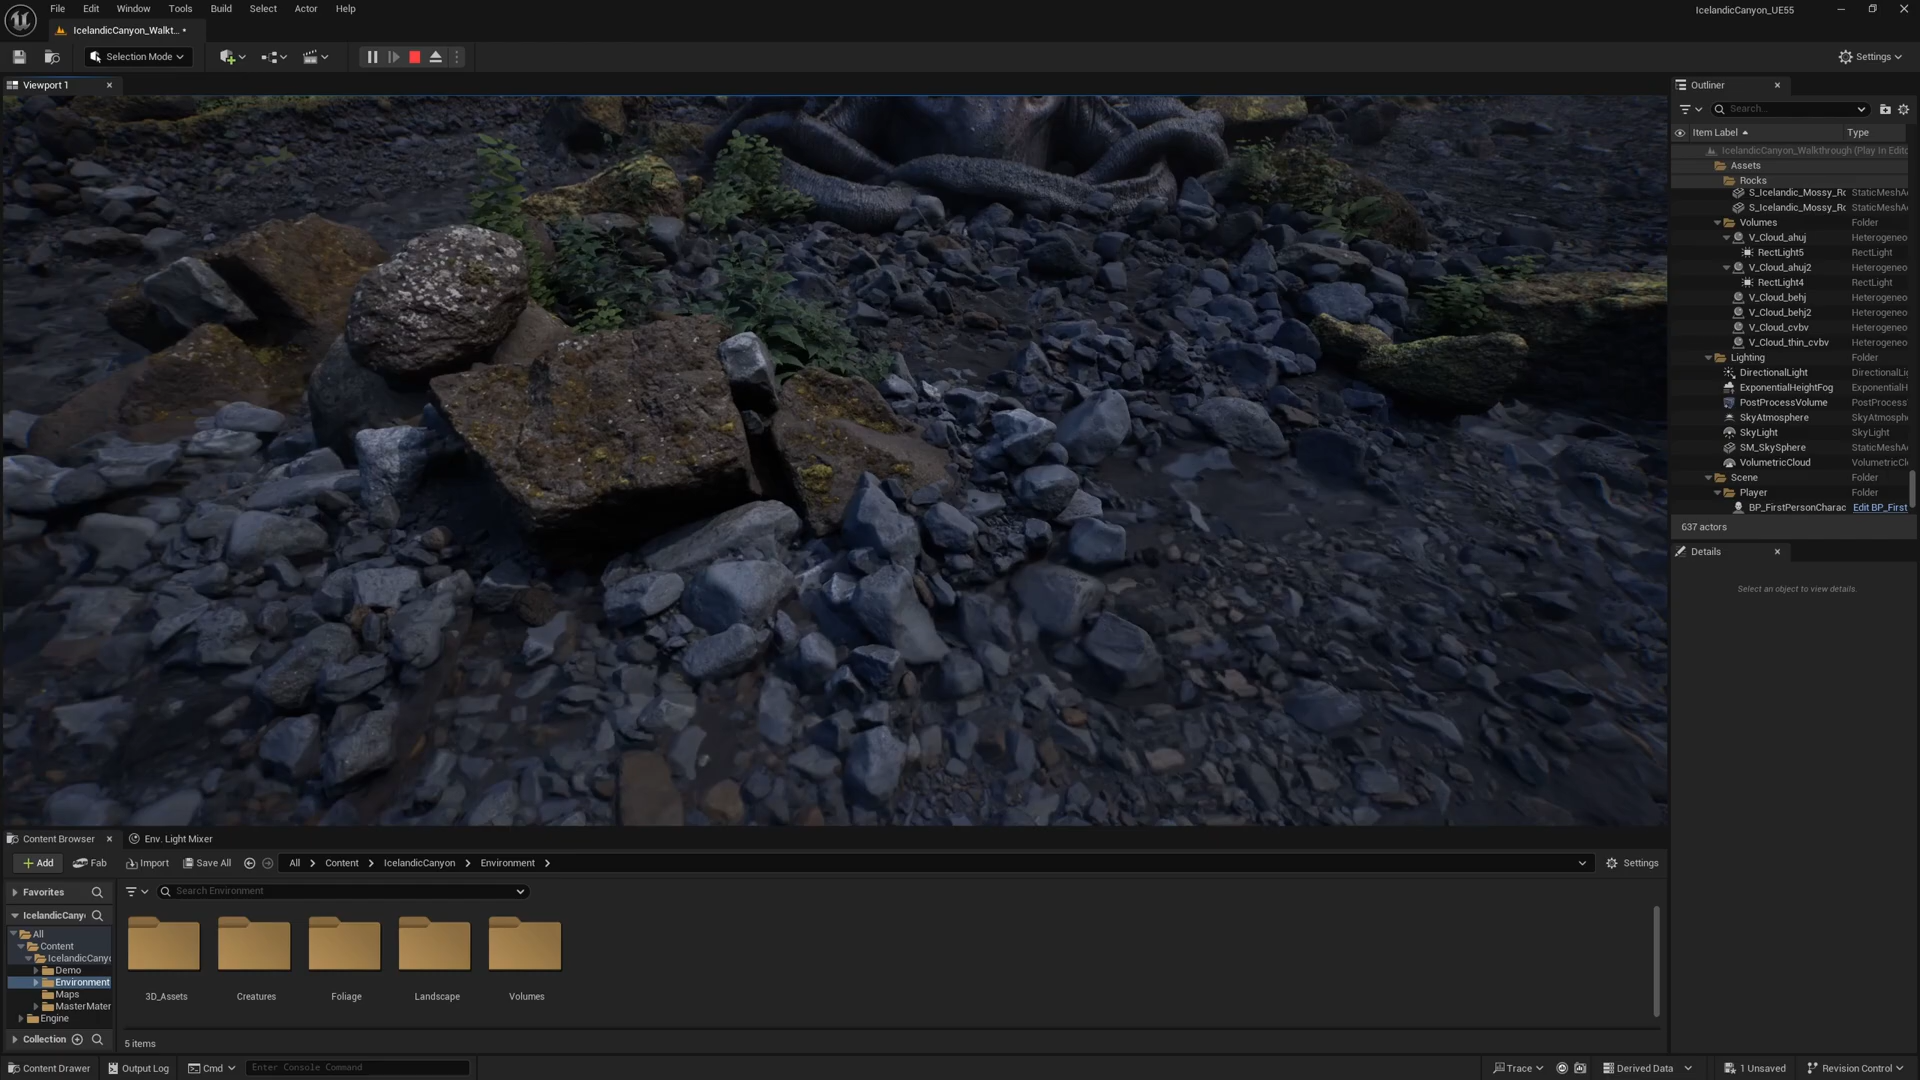 File Edit Window Tools Build Select Actor Help
IcelandicCanyon_UE55
IcelandicCanyon_Walkt... •
Selection Mode
Settings
Viewport 1
Outliner
Search...
Item Label
Type
IcelandicCanyon_Walkthrough (Play In Edito
Assets
Rocks
S_Icelandic_Mossy_Ro StaticMeshA
S_Icelandic_Mossy_Ro StaticMeshA
Volumes Folder
V_Cloud_ahuj Heterogeneo
RectLight5 RectLight
V_Cloud_ahuj2 Heterogeneo
RectLight4 RectLight
V_Cloud_behj Heterogeneo
V_Cloud_behj2 Heterogeneo
V_Cloud_cvbv Heterogeneo
V_Cloud_thin_cvbv Heterogeneo
Lighting Folder
DirectionalLight DirectionalLi
ExponentialHeightFog ExponentialH
PostProcessVolume PostProcess
SkyAtmosphere SkyAtmosph
SkyLight SkyLight
SM_SkySphere StaticMeshA
VolumetricCloud VolumetricCl
Scene Folder
Player Folder
BP_FirstPersonCharac Edit BP_First
637 actors
Details
Select an object to view details.
Content Browser
Env. Light Mixer
Add
Fab
Import
Save All
All > Content > IcelandicCanyon > Environment >
Settings
Favorites
Search Environment
IcelandicCany
All
Content
IcelandicCanyo
Demo
Environment
Maps
MasterMater
Engine
3D_Assets
Creatures
Foliage
Landscape
Volumes
Collection
5 items
Content Drawer
Output Log
Cmd
Enter Console Command
Trace
Derived Data
1 Unsaved
Revision Control